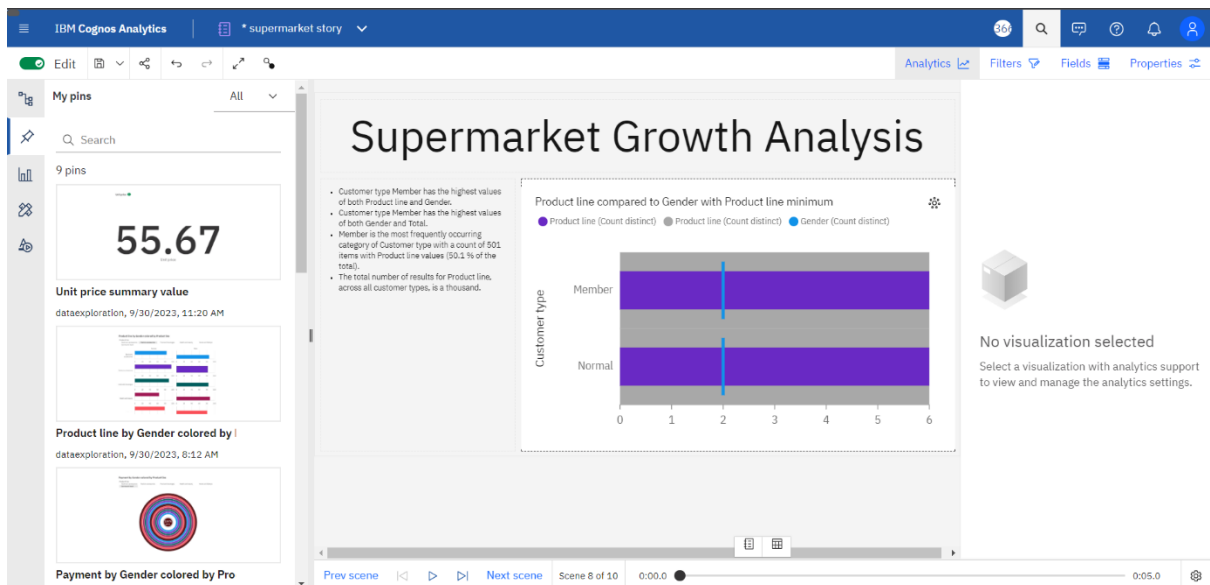 IBM Cognos Analytics
* supermarket story
Edit
Analytics
Filters
Fields
Properties
My pins
All
Search
9 pins
55.67
Unit price summary value
dataexploration, 9/30/2023, 11:20 AM
Product line by Gender colored by
dataexploration, 9/30/2023, 8:12 AM
Payment by Gender colored by Pro
Supermarket Growth Analysis
• Customer type Member has the highest values
of both Product line and Gender.
• Customer type Member has the highest values
of both Gender and Total.
• Member is the most frequently occurring
category of Customer type with a count of 501
items with Product line values (50.1 % of the
total).
• The total number of results for Product line,
across all customer types, is a thousand.
Product line compared to Gender with Product line minimum
Product line (Count distinct) Product line (Count distinct) Gender (Count distinct)
Customer type
Member
Normal
0 1 2 3 4 5 6
No visualization selected
Select a visualization with analytics support
to view and manage the analytics settings.
Prev scene
Next scene
Scene 8 of 10
0:00.0
0:05.0